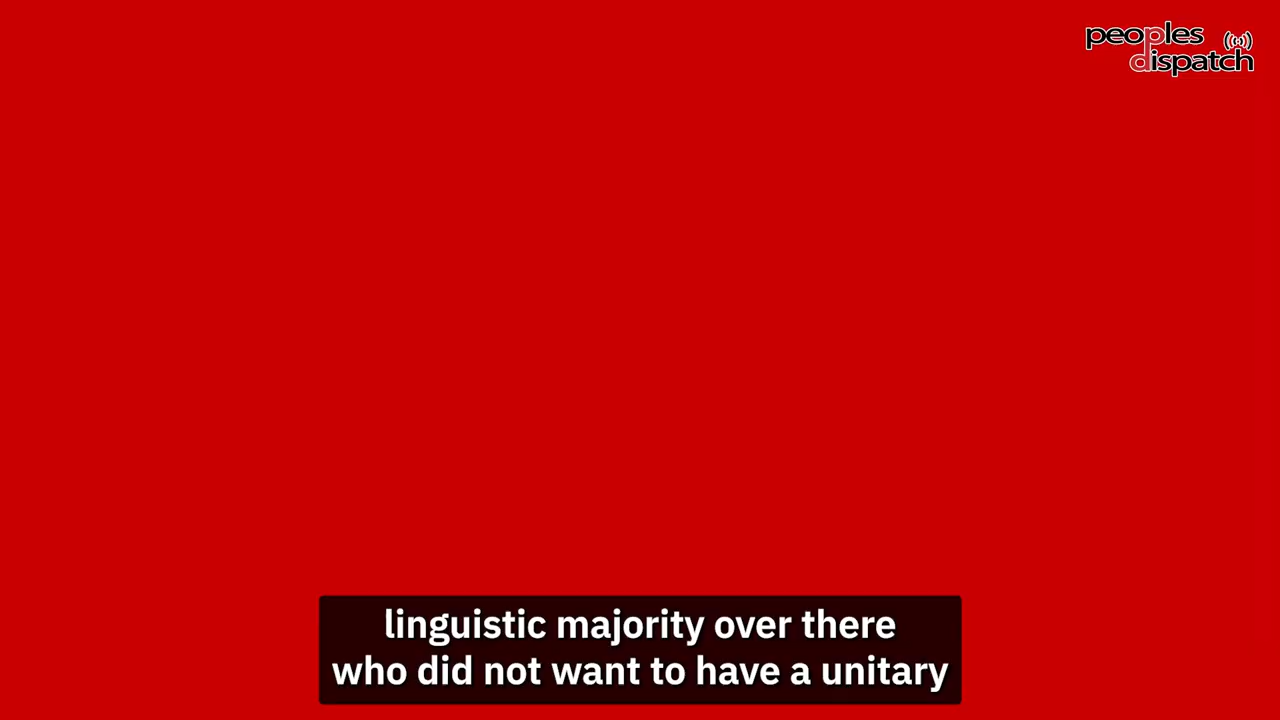 peoples
dispatch
linguistic majority over there
who did not want to have a unitary